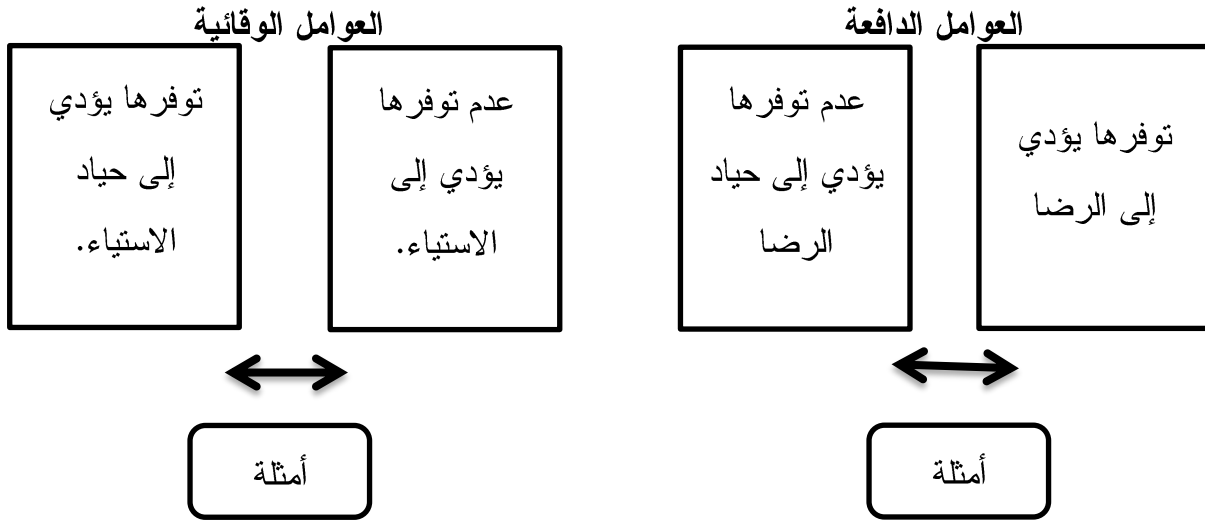 العوامل الدافعة
توفرها يؤدي
إلى الرضا
عدم توفرها
يؤدي إلى حياد
الرضا
أمثلة
العوامل الوقائية
عدم توفرها
يؤدي إلى
الاستياء.
توفرها يؤدي
إلى حياد
الاستياء.
أمثلة